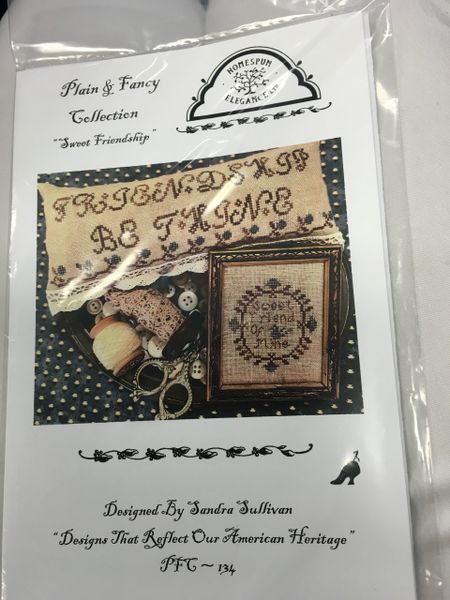 Plain & Fancy
Collection
""Sweet Friendship"
HOMESPUN
ELEGANCE LTD
FRIENDSHIP
BE THINE
Sweet
Friend
Of
Mine
Designed By Sandra Sullivan
"Designs That Reflect Our American Heritage"
PFC ~ 134